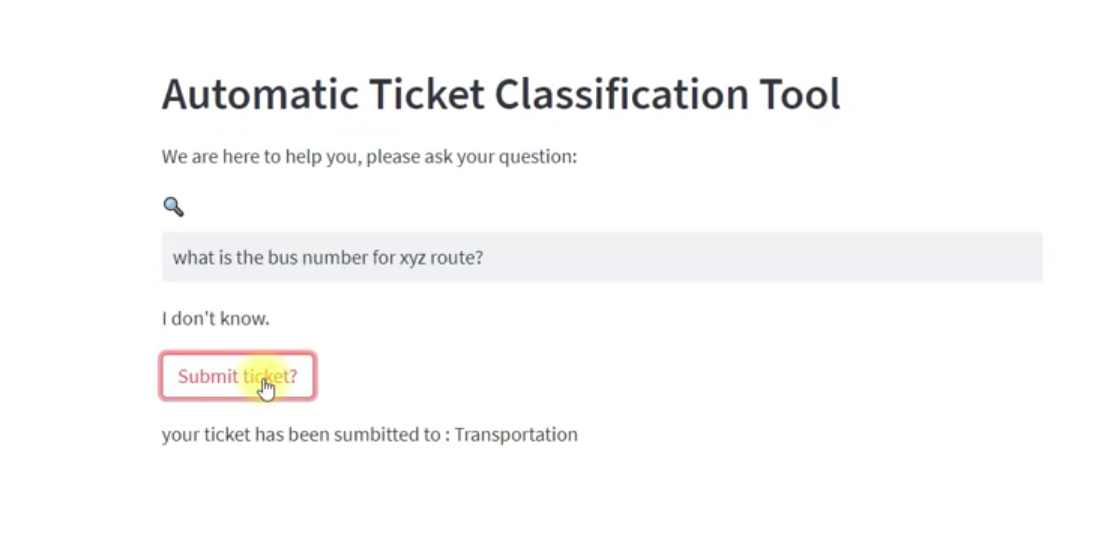 Automatic Ticket Classification Tool
We are here to help you, please ask your question:
what is the bus number for xyz route?
I don't know.
Submit ticket?
your ticket has been sumbitted to : Transportation